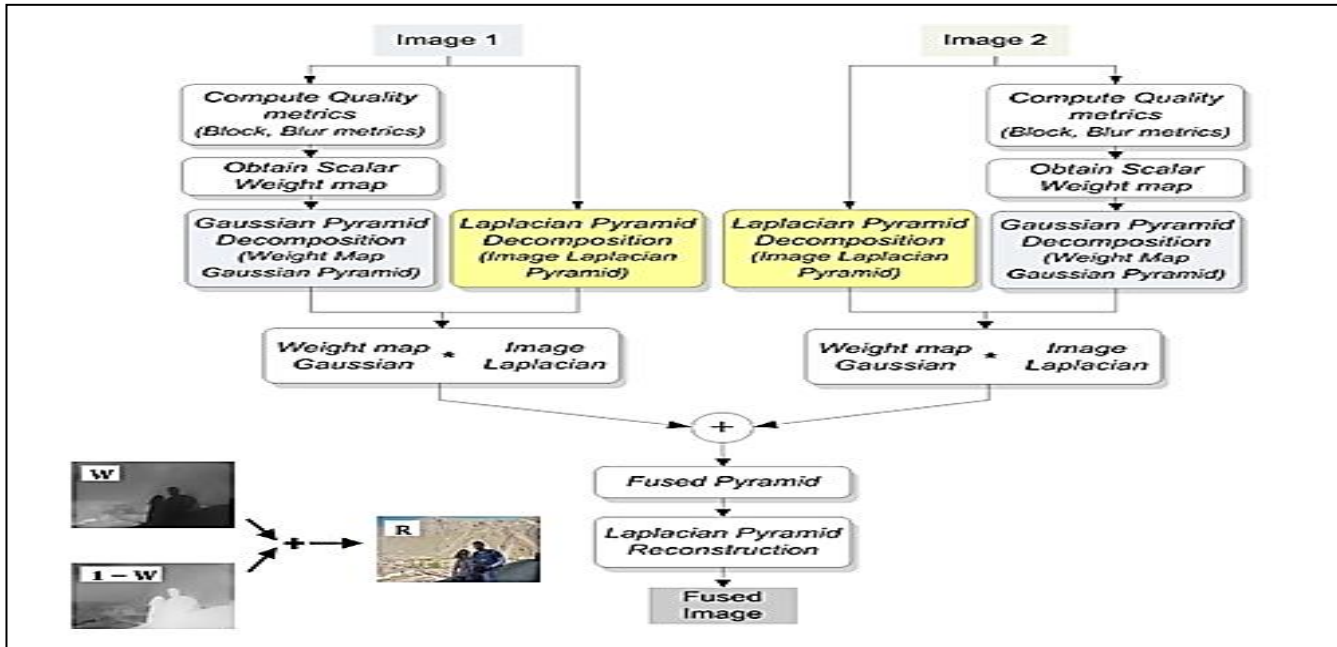 Image 1
Image 2
Compute Quality
metrics
(Block, Blur metrics)
Obtain Scalar
Weight map
Gaussian Pyramid
Decomposition
(Weight Map
Gaussian Pyramid)
Laplacian Pyramid
Decomposition
(Image Laplacian
Pyramid)
Laplacian Pyramid
Decomposition
(Image Laplacian
Pyramid)
Compute Quality
metrics
(Block, Blur metrics)
Obtain Scalar
Weight map
Gaussian Pyramid
Decomposition
(Weight Map
Gaussian Pyramid)
Weight map * Image
Gaussian Laplacian
Weight map * Image
Gaussian Laplacian
+
Fused Pyramid
Laplacian Pyramid
Reconstruction
Fused
Image
W
1 – W
+
R